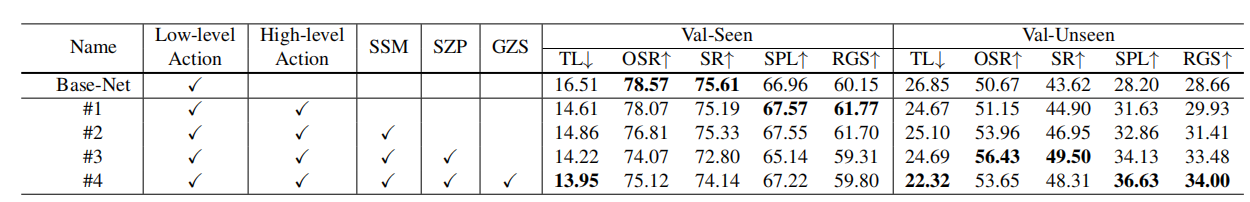 Name Low-level Action High-level Action SSM SZP GZS Val-Seen Val-Unseen
TL↓ OSR↑ SR↑ SPL↑ RGS↑ TL↓ OSR↑ SR↑ SPL↑ RGS↑
Base-Net ✓ 16.51 78.57 75.61 66.96 60.15 26.85 50.67 43.62 28.20 28.66
#1 ✓ ✓ 14.61 78.07 75.19 67.57 61.77 24.67 51.15 44.90 31.63 29.93
#2 ✓ ✓ ✓ 14.86 76.81 75.33 67.55 61.70 25.10 53.96 46.95 32.86 31.41
#3 ✓ ✓ ✓ ✓ 14.22 74.07 72.80 65.14 59.31 24.69 56.43 49.50 34.13 33.48
#4 ✓ ✓ ✓ ✓ ✓ 13.95 75.12 74.14 67.22 59.80 22.32 53.65 48.31 36.63 34.00